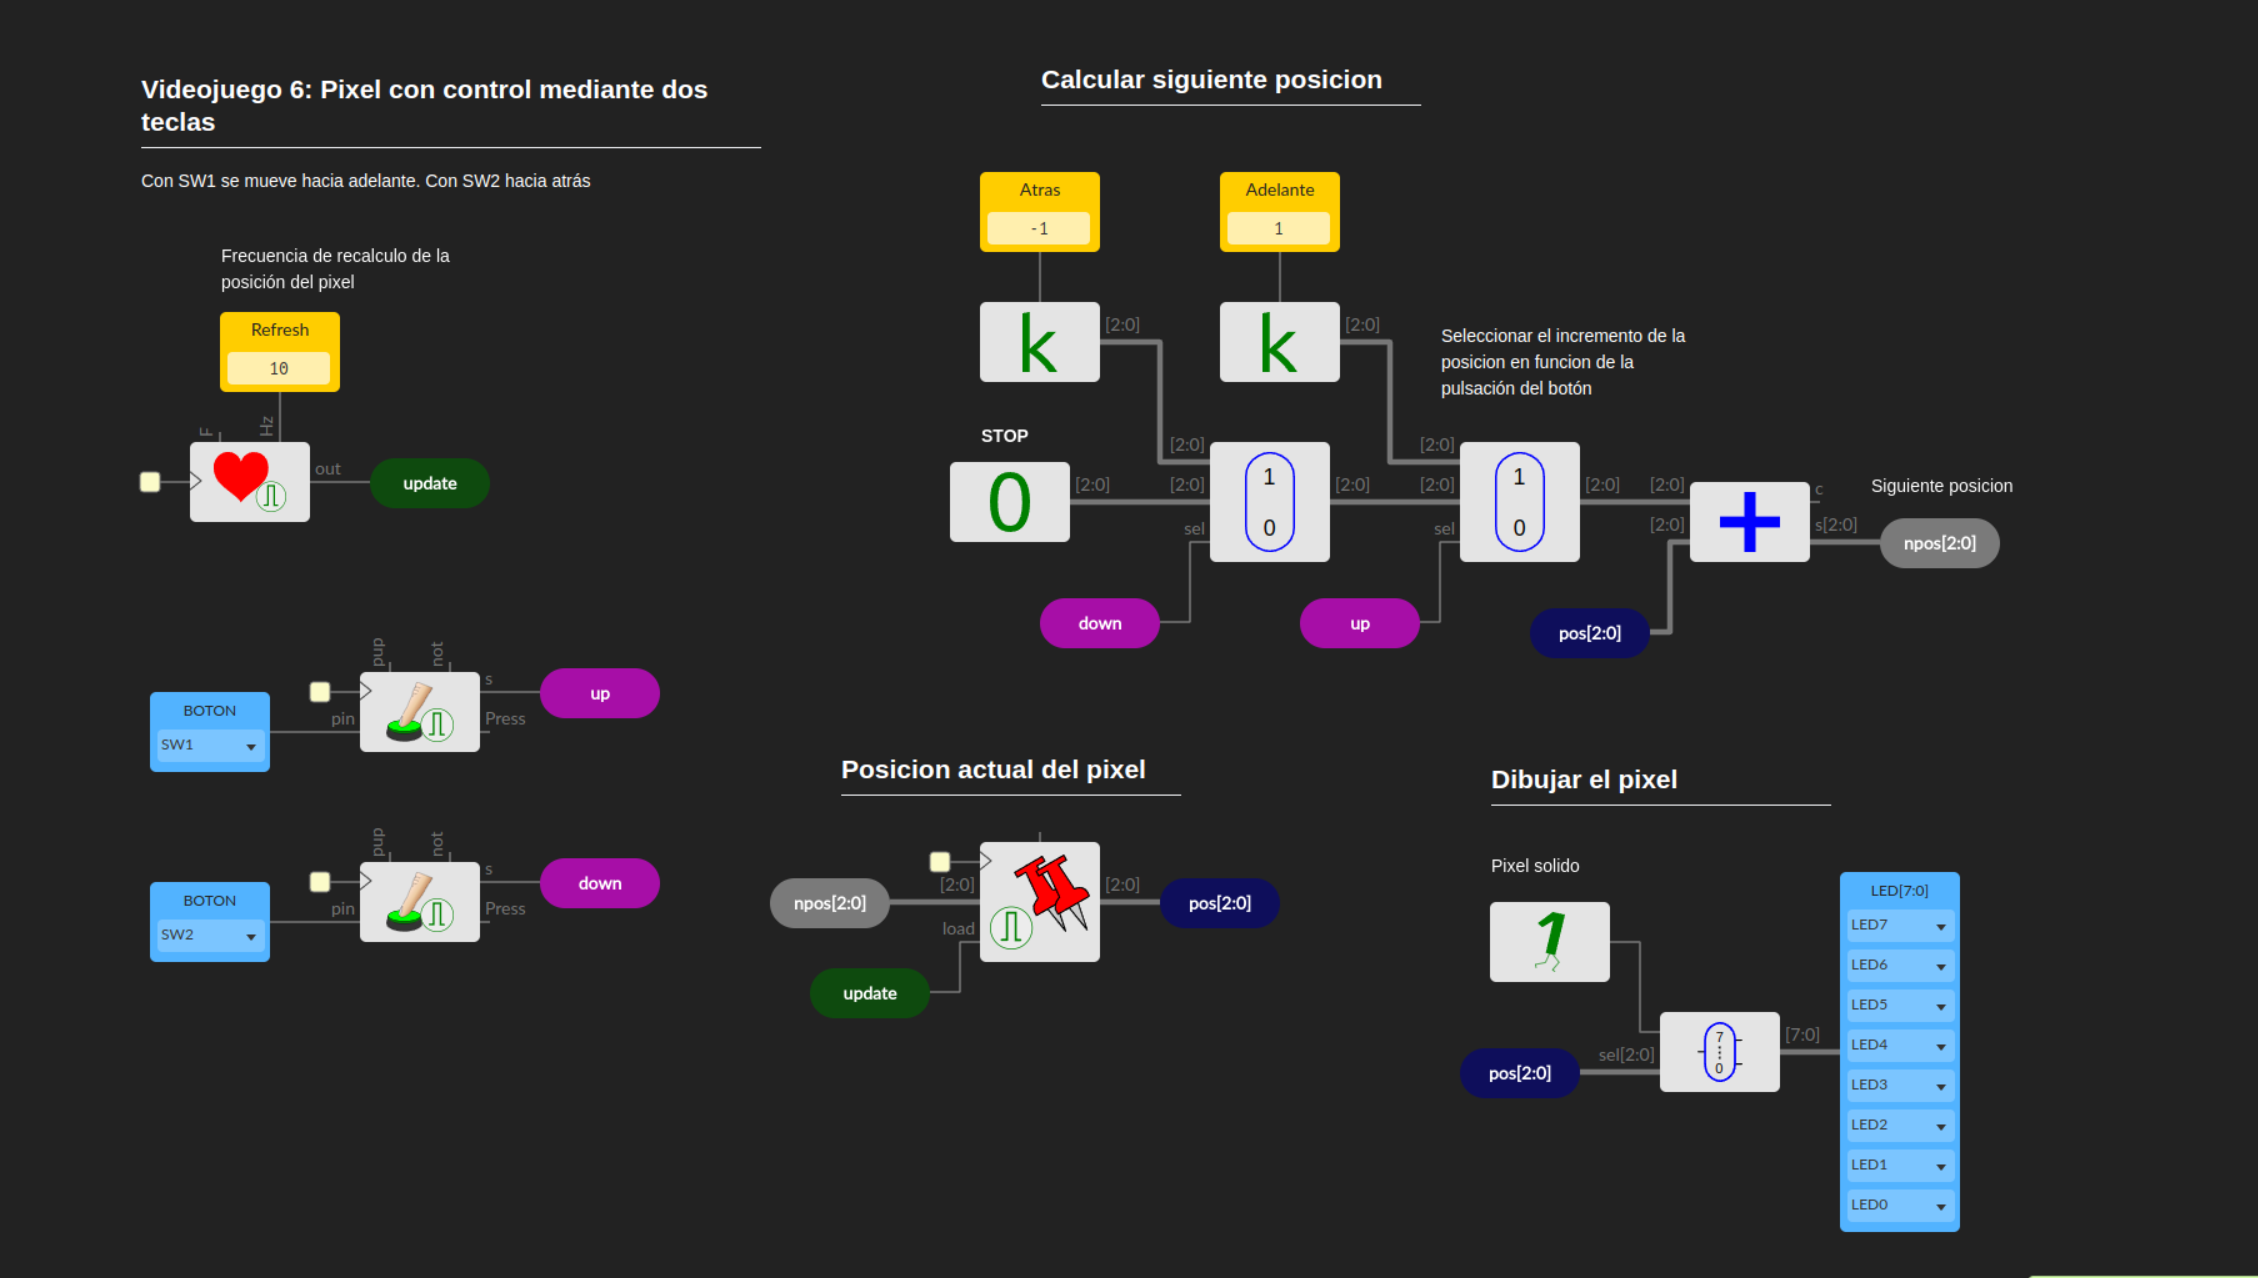 Videojuego 6: Pixel con control mediante dos
teclas
Con SW1 se mueve hacia adelante. Con SW2 hacia atrás
Frecuencia de recalculo de la
posición del pixel
Refresh
10
F
Hz
out
update
BOTON
SW1
pin
pup
not
s
Press
up
BOTON
SW2
pin
pup
not
s
Press
down
Calcular siguiente posicion
Atras
-1
Adelante
1
k
[2:0]
k
[2:0]
Seleccionar el incremento de la
posicion en funcion de la
pulsación del botón
STOP
0
[2:0]
[2:0]
[2:0]
sel
1
0
[2:0]
[2:0]
[2:0]
sel
1
0
[2:0]
[2:0]
[2:0]
+
c
s[2:0]
Siguiente posicion
npos[2:0]
down
up
pos[2:0]
Posicion actual del pixel
npos[2:0]
[2:0]
load
[2:0]
pos[2:0]
update
Dibujar el pixel
Pixel solido
1
pos[2:0]
sel[2:0]
7
0
[7:0]
LED[7:0]
LED7
LED6
LED5
LED4
LED3
LED2
LED1
LED0